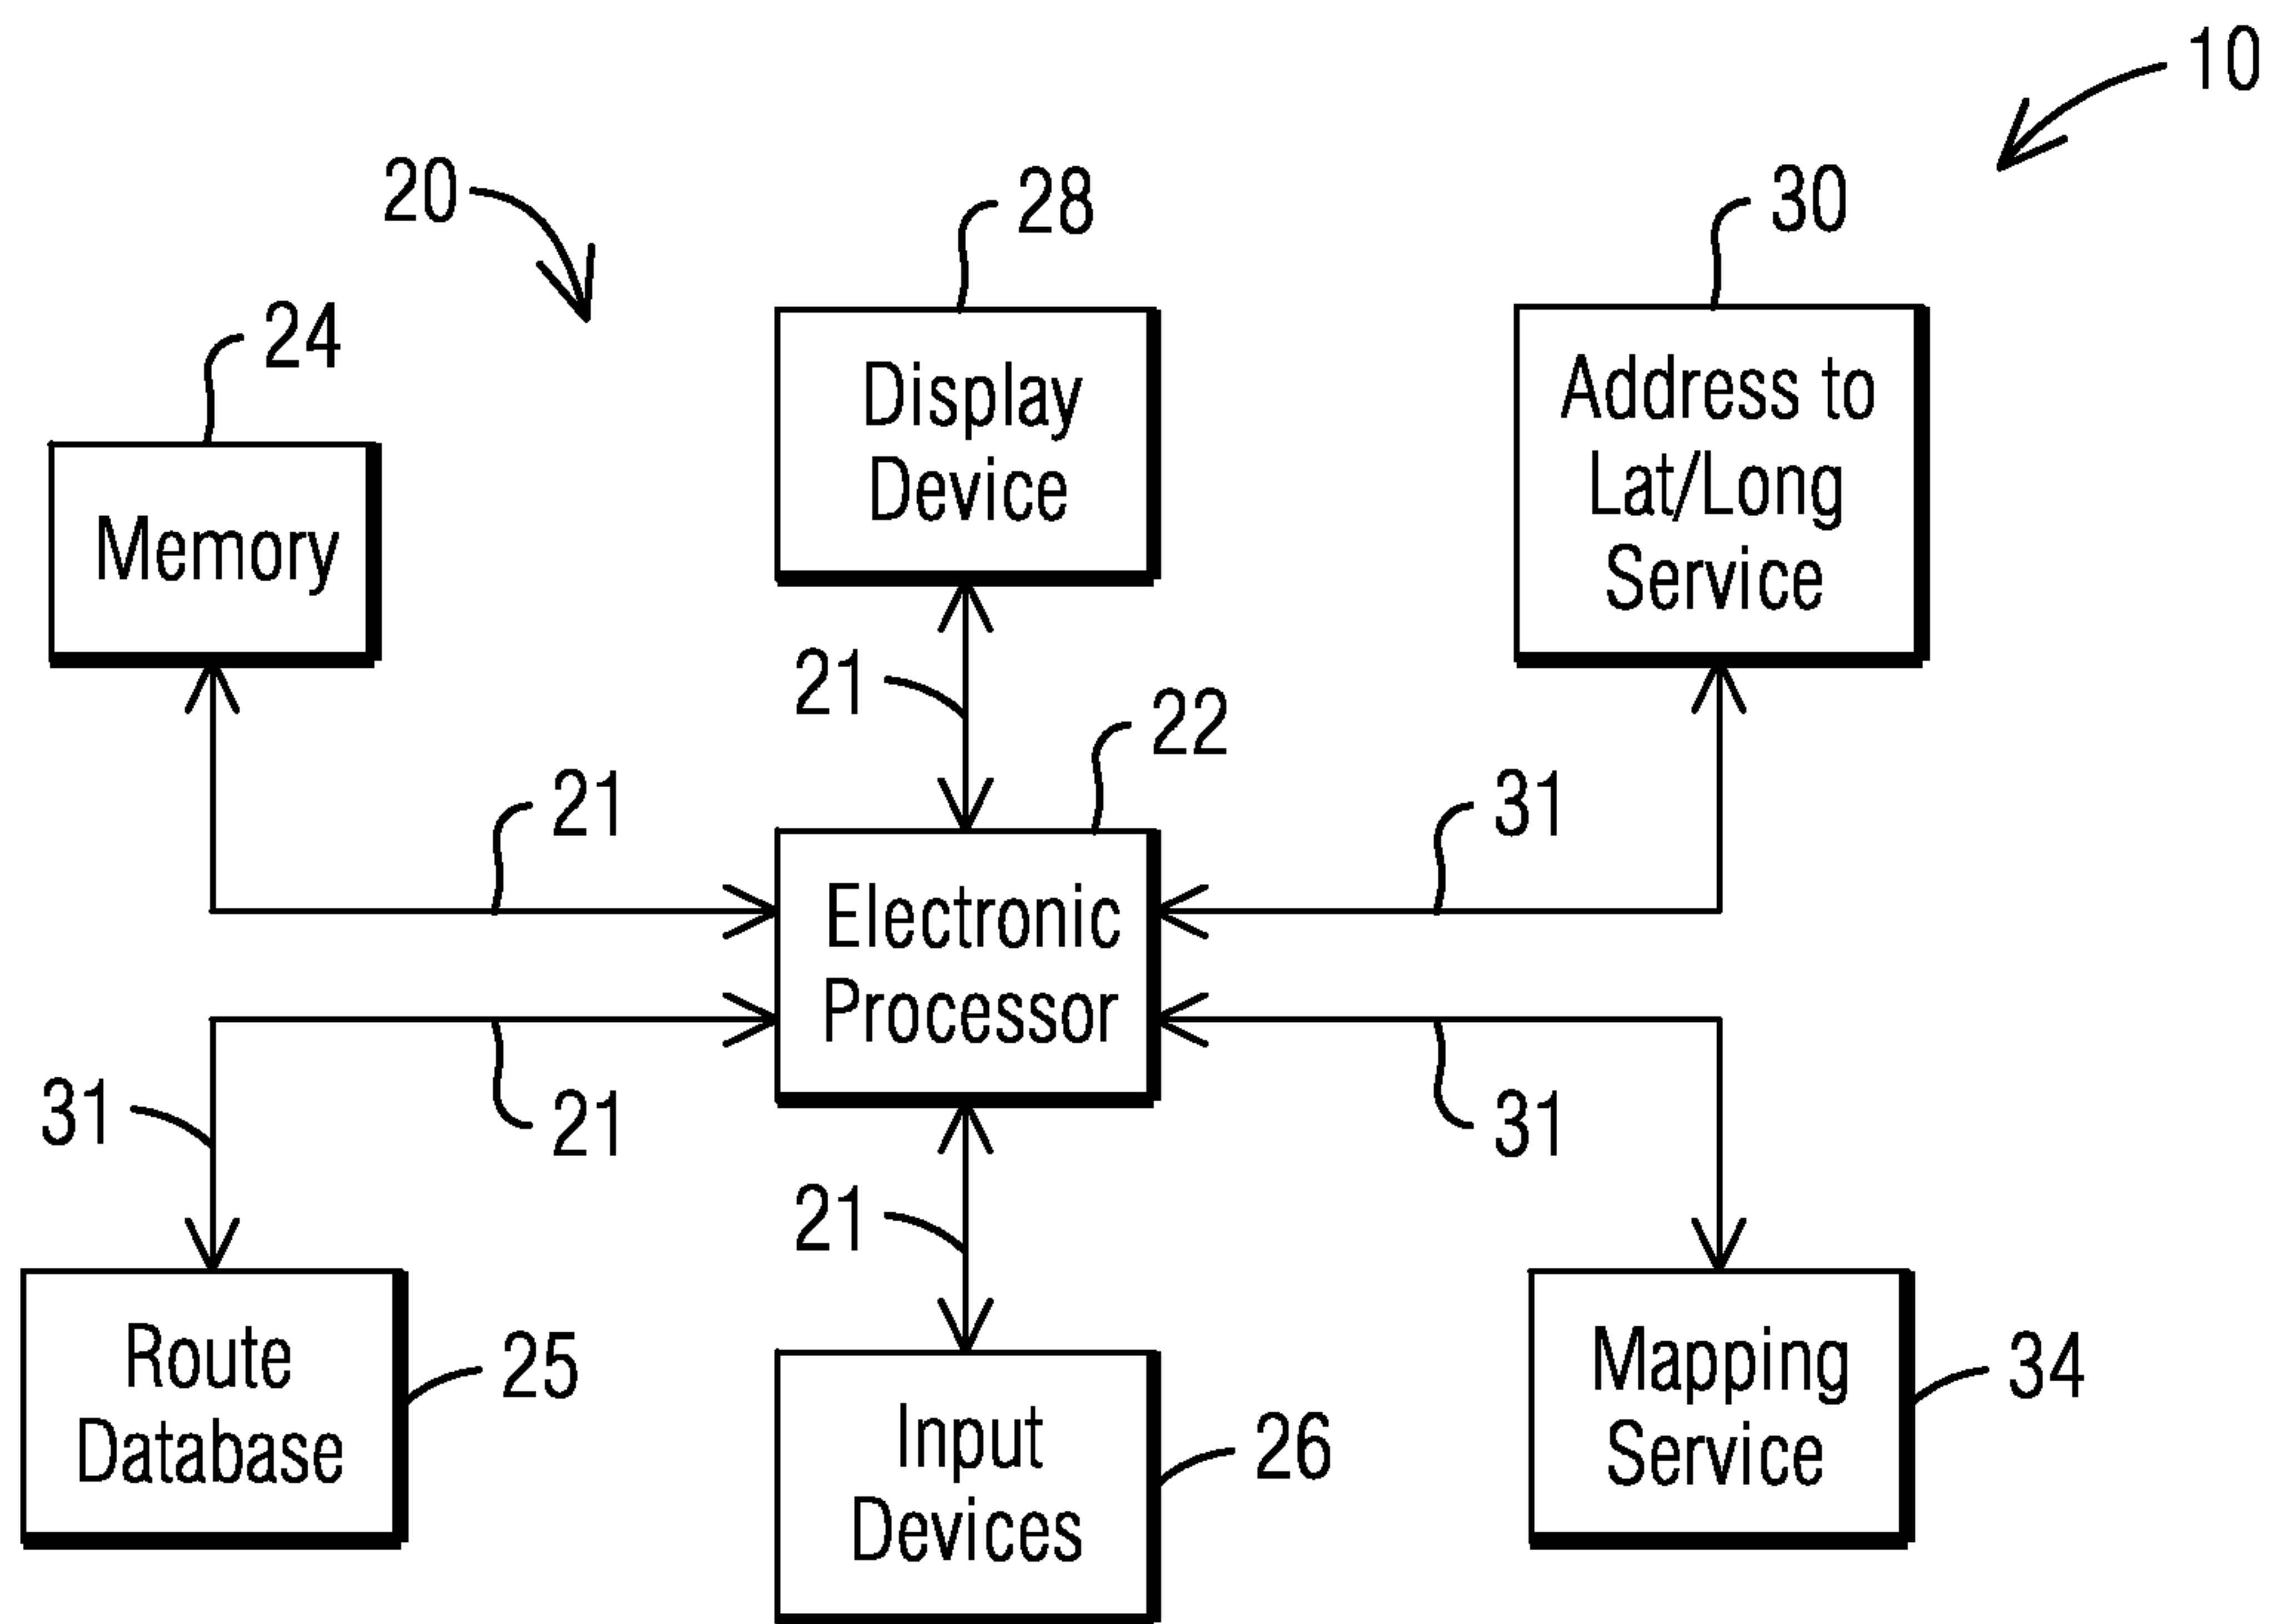 10
20
28
30
24
Display
Device
Address to
Lat/Long
Service
Memory
21
22
21
31
Electronic
Processor
31
21
31
21
Route
Database
25
Input
Devices
26
Mapping
Service
34